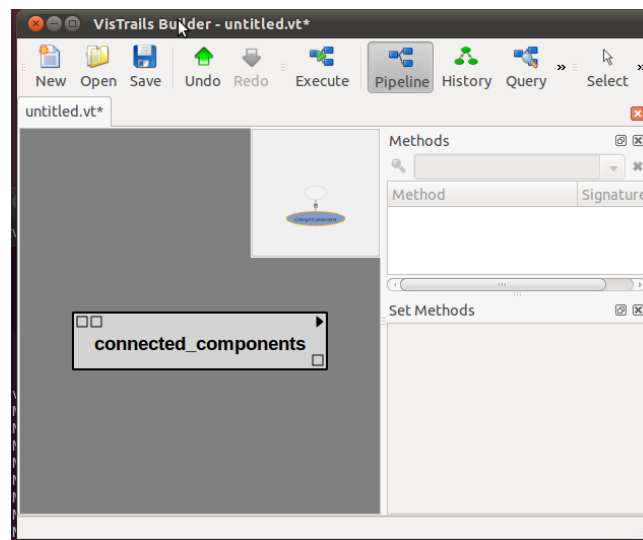 VisTrails Builder - untitled.vt*
New Open Save Undo Redo Execute Pipeline History Query » Select »
untitled.vt*
Methods
Method Signature
Set Methods
connected_components